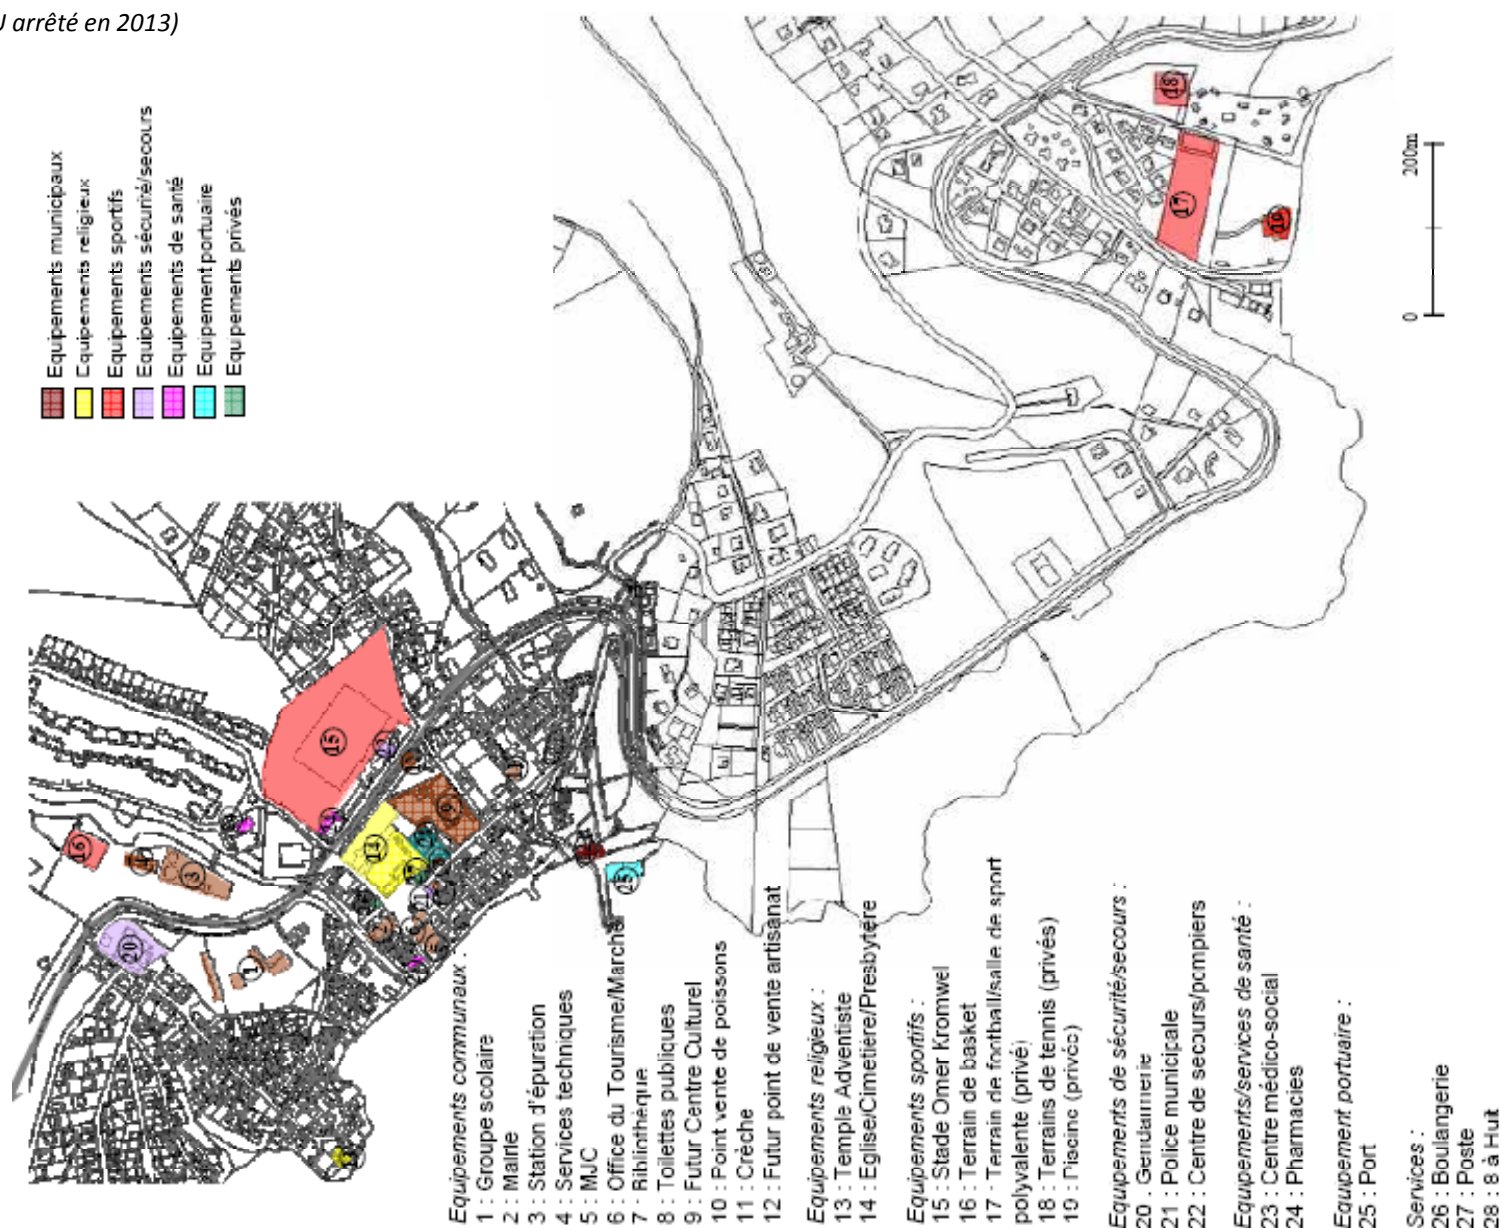 U arrêté en 2013)
Equipements municipaux
Equipements religieux
Equipements sportifs
Equipements sécurité/secours
Equipements de santé
Equipement portuaire
Equipements privés
18
17
19
0
200m
15
16
3
14
9
20
1
25
Equipements communaux :
1 : Groupe scolaire
2 : Mairie
3 : Station d'épuration
4 : Services techniques
5 : MJC
6 : Office du Tourisme/Marché
7 : Bibliothèque
8 : Toilettes publiques
9 : Futur Centre Culturel
10 : Point vente de poissons
11 : Crèche
12 : Futur point de vente artisanat
Equipements religieux :
13 : Temple Adventiste
14 : Eglise/Cimetière/Presbytère
Equipements sportifs :
15 : Stade Omer Kromwel
16 : Terrain de basket
17 : Terrain de football/salle de sport
polyvalente (privé)
18 : Terrains de tennis (privés)
19 : Piscine (privée)
Equipements de sécurité/secours :
20 : Gendarmerie
21 : Police municipale
22 : Centre de secours/pompiers
Equipements/services de santé :
23 : Centre médico-social
24 : Pharmacies
Equipement portuaire :
25 : Port
Services :
26 : Boulangerie
27 : Poste
28 : 8 à Huit